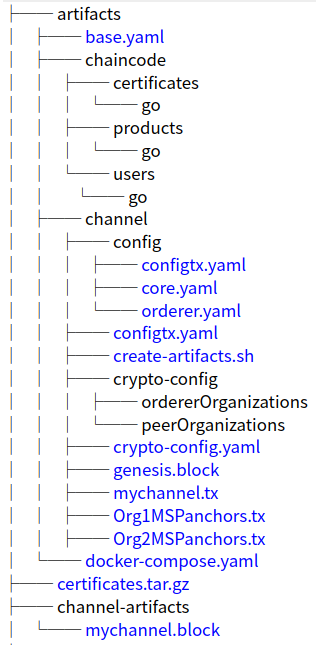 artifacts
base.yaml
chaincode
certificates
go
products
go
users
go
channel
config
configtx.yaml
core.yaml
orderer.yaml
configtx.yaml
create-artifacts.sh
crypto-config
ordererOrganizations
peerOrganizations
crypto-config.yaml
genesis.block
mychannel.tx
Org1MSPanchors.tx
Org2MSPanchors.tx
docker-compose.yaml
certificates.tar.gz
channel-artifacts
mychannel.block